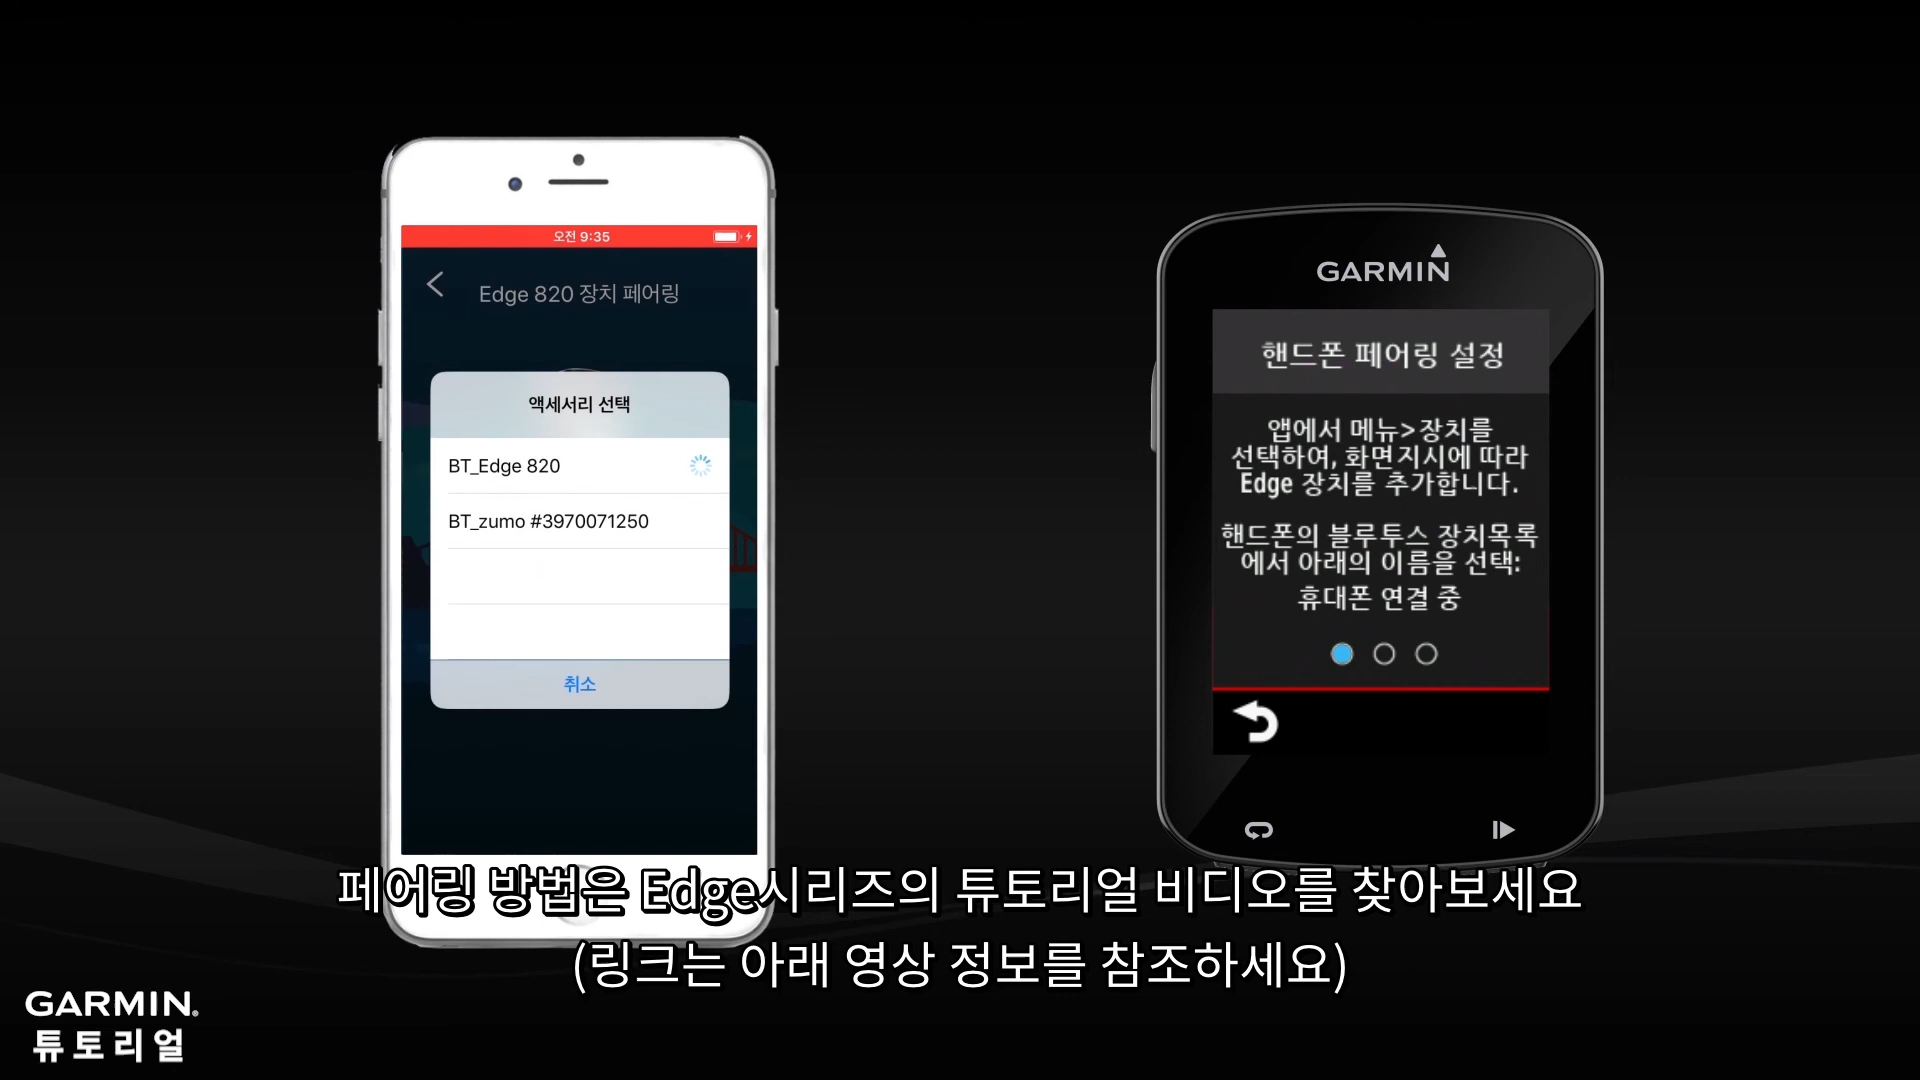 오전 9:35
Edge 820 장치 페어링
액세서리 선택
BT_Edge 820
BT_zumo #3970071250
취소
GARMIN
핸드폰 페어링 설정
앱에서 메뉴>장치를
선택하여, 화면지시에 따라
Edge 장치를 추가합니다.
핸드폰의 블루투스 장치목록
에서 아래의 이름을 선택:
휴대폰 연결 중
페어링 방법은 Edge시리즈의 튜토리얼 비디오를 찾아보세요
(링크는 아래 영상 정보를 참조하세요)
GARMIN®
튜토리얼